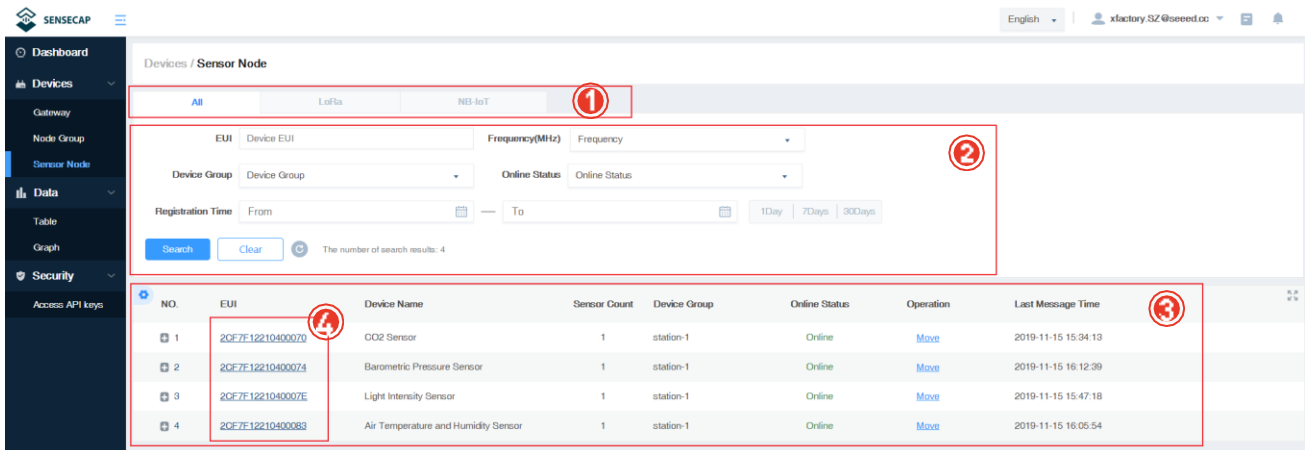 SENSECAP
English
xfactory.SZ@seeed.cc
Dashboard
Devices
Gateway
Node Group
Sensor Node
Data
Table
Graph
Security
Access API keys
Devices / Sensor Node
All LoRa NB-IoT 1
EUI Device EUI Frequency(MHz) Frequency 2
Device Group Device Group Online Status Online Status
Registration Time From — To 1Day 7Days 30Days
Search Clear The number of search results: 4
NO. EUI Device Name Sensor Count Device Group Online Status Operation Last Message Time 3
4
1 2CF7F12210400070 CO2 Sensor 1 station-1 Online Move 2019-11-15 15:34:13
2 2CF7F12210400074 Barometric Pressure Sensor 1 station-1 Online Move 2019-11-15 16:12:39
3 2CF7F1221040007E Light Intensity Sensor 1 station-1 Online Move 2019-11-15 15:47:18
4 2CF7F12210400083 Air Temperature and Humidity Sensor 1 station-1 Online Move 2019-11-15 16:05:54